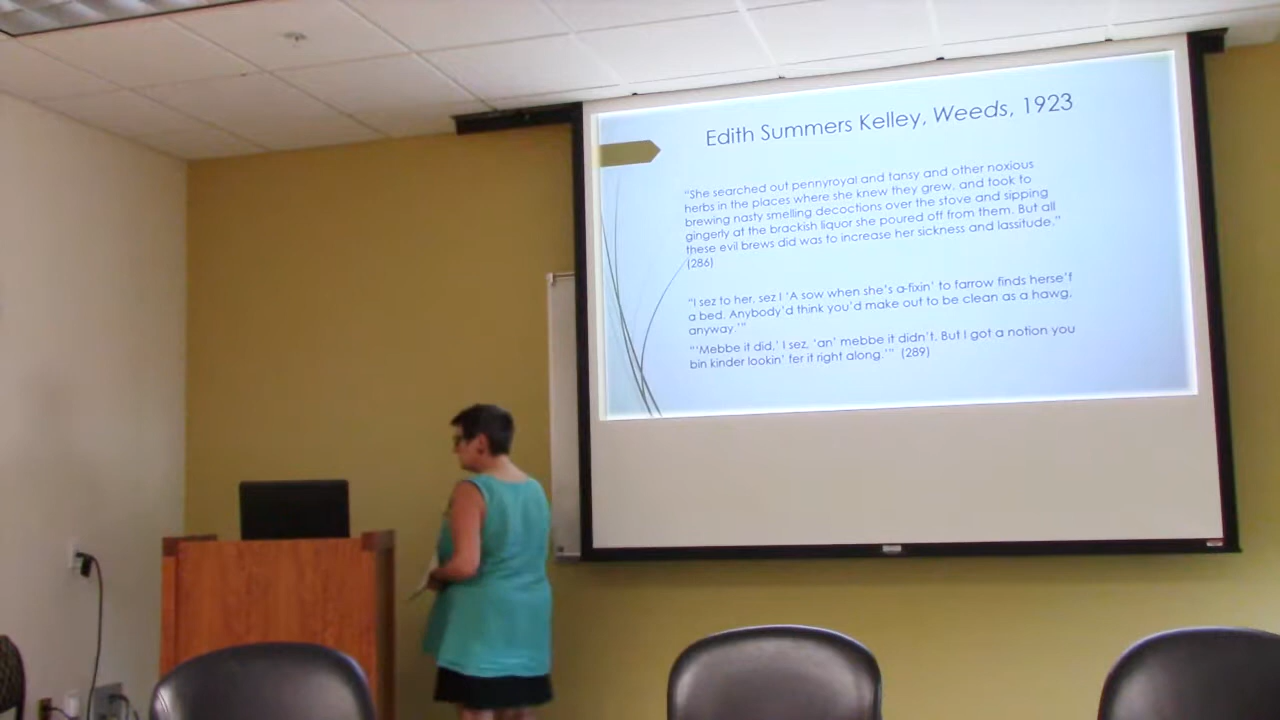 Edith Summers Kelley, Weeds, 1923
“She searched out pennyroyal and tansy and other noxious
herbs in the places where she knew they grew, and took to
brewing nasty smelling decoctions over the stove and sipping
gingerly at the brackish liquor she poured off from them. But all
these evil brews did was to increase her sickness and lassitude.”
(286)
“I sez to her, sez I ‘A sow when she’s a-fixin’ to farrow finds herse’f
a bed. Anybody’d think you’d make out to be clean as a hawg,
anyway.’”
“‘Mebbe it did,’ I sez, ‘an’ mebbe it didn’t. But I got a notion you
bin kinder lookin’ fer it right along.’” (289)